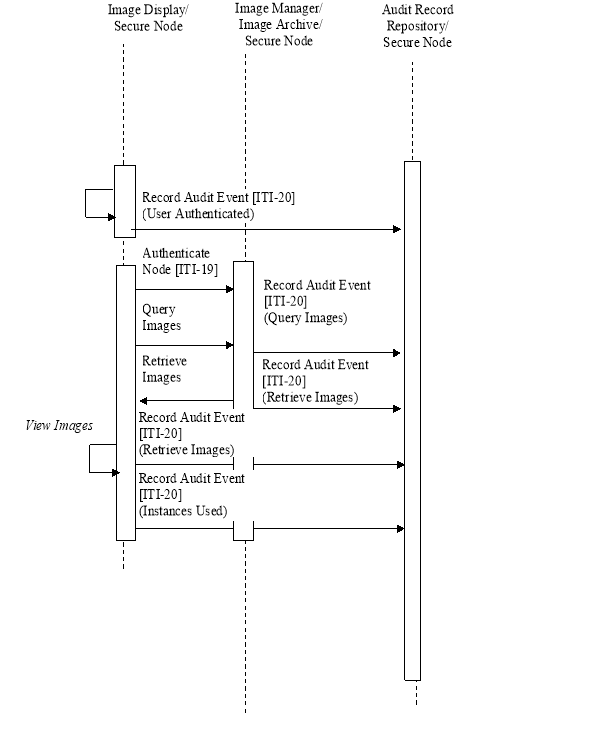 Image Display/
Secure Node
Image Manager/
Image Archive/
Secure Node
Audit Record
Repository/
Secure Node
Record Audit Event [ITI-20]
(User Authenticated)
Authenticate
Node [ITI-19]
Record Audit Event
[ITI-20]
(Query Images)
Query
Images
Retrieve
Images
Record Audit Event
[ITI-20]
(Retrieve Images)
View Images
Record Audit Event
[ITI-20]
(Retrieve Images)
Record Audit Event
[ITI-20]
(Instances Used)